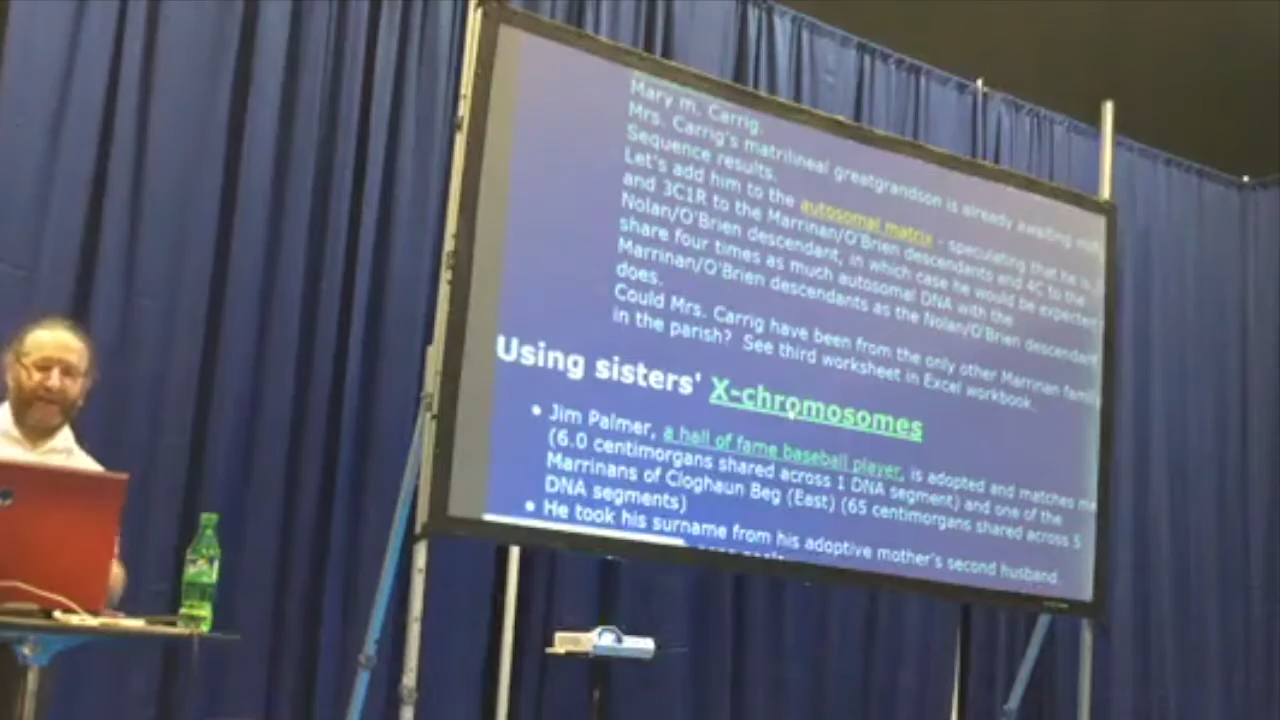 Mary m. Carrig.
Mrs. Carrig's matrilineal greatgrandson is already awaiting
Sequence results.
Let's add him to the autosomal matrix - speculating that he is
and 3C1R to the Marrinan/O'Brien descendants and 4C to the
Nolan/O'Brien descendant, in which case he would be expected
share four times as much autosomal DNA with the
Marrinan/O'Brien descendants as the Nolan/O'Brien descendant
does.
Could Mrs. Carrig have been from the only other Marrinan family
in the parish? See third worksheet in Excel workbook.
Using sisters' X-chromosomes
• Jim Palmer, a hall of fame baseball player, is adopted and matches me
(6.0 centimorgans shared across 1 DNA segment) and one of the
Marrinans of Cloghaun Beg (East) (65 centimorgans shared across 5
DNA segments)
• He took his surname from his adoptive mother's second husband.